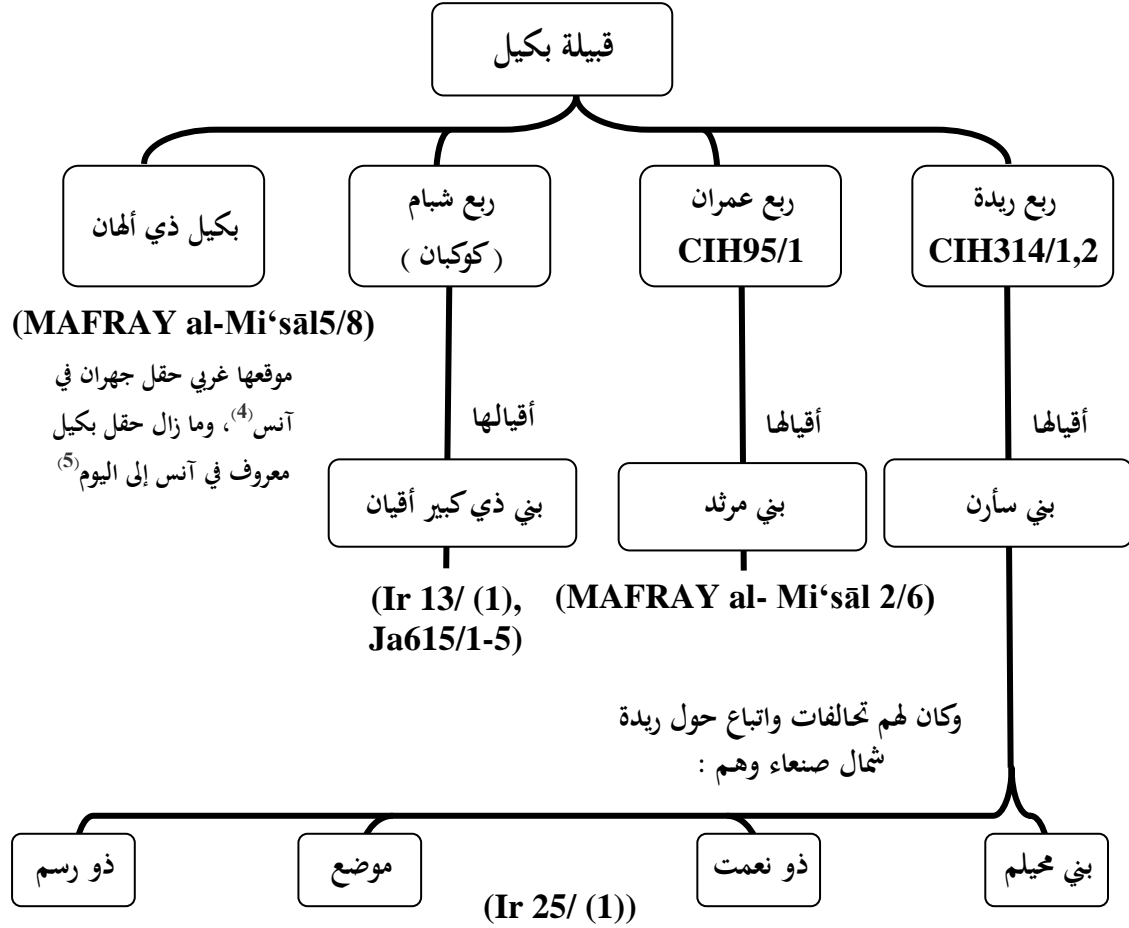 قبيلة بكيل
ربع ريدة
CIH314/1,2
ربع عمران
CIH95/1
ربع شبام
( كوكبان )
بكيل ذي ألهان
(MAFRAY al-Mi‘sāl5/8)
موقعها غربي حقل جهران في
آنس(4)، وما زال حقل بكيل
معروف في آنس إلى اليوم(5)
أقيالها
أقيالها
أقيالها
بني سأرن
بني مرثد
بني ذي كبير أقيان
(MAFRAY al- Mi‘sāl 2/6)
(Ir 13/ (1),
Ja615/1-5)
وكان لهم تحالفات واتباع حول ريدة
شمال صنعاء وهم :
بني محيلم
ذو نعمت
موضع
ذو رسم
(Ir 25/ (1))